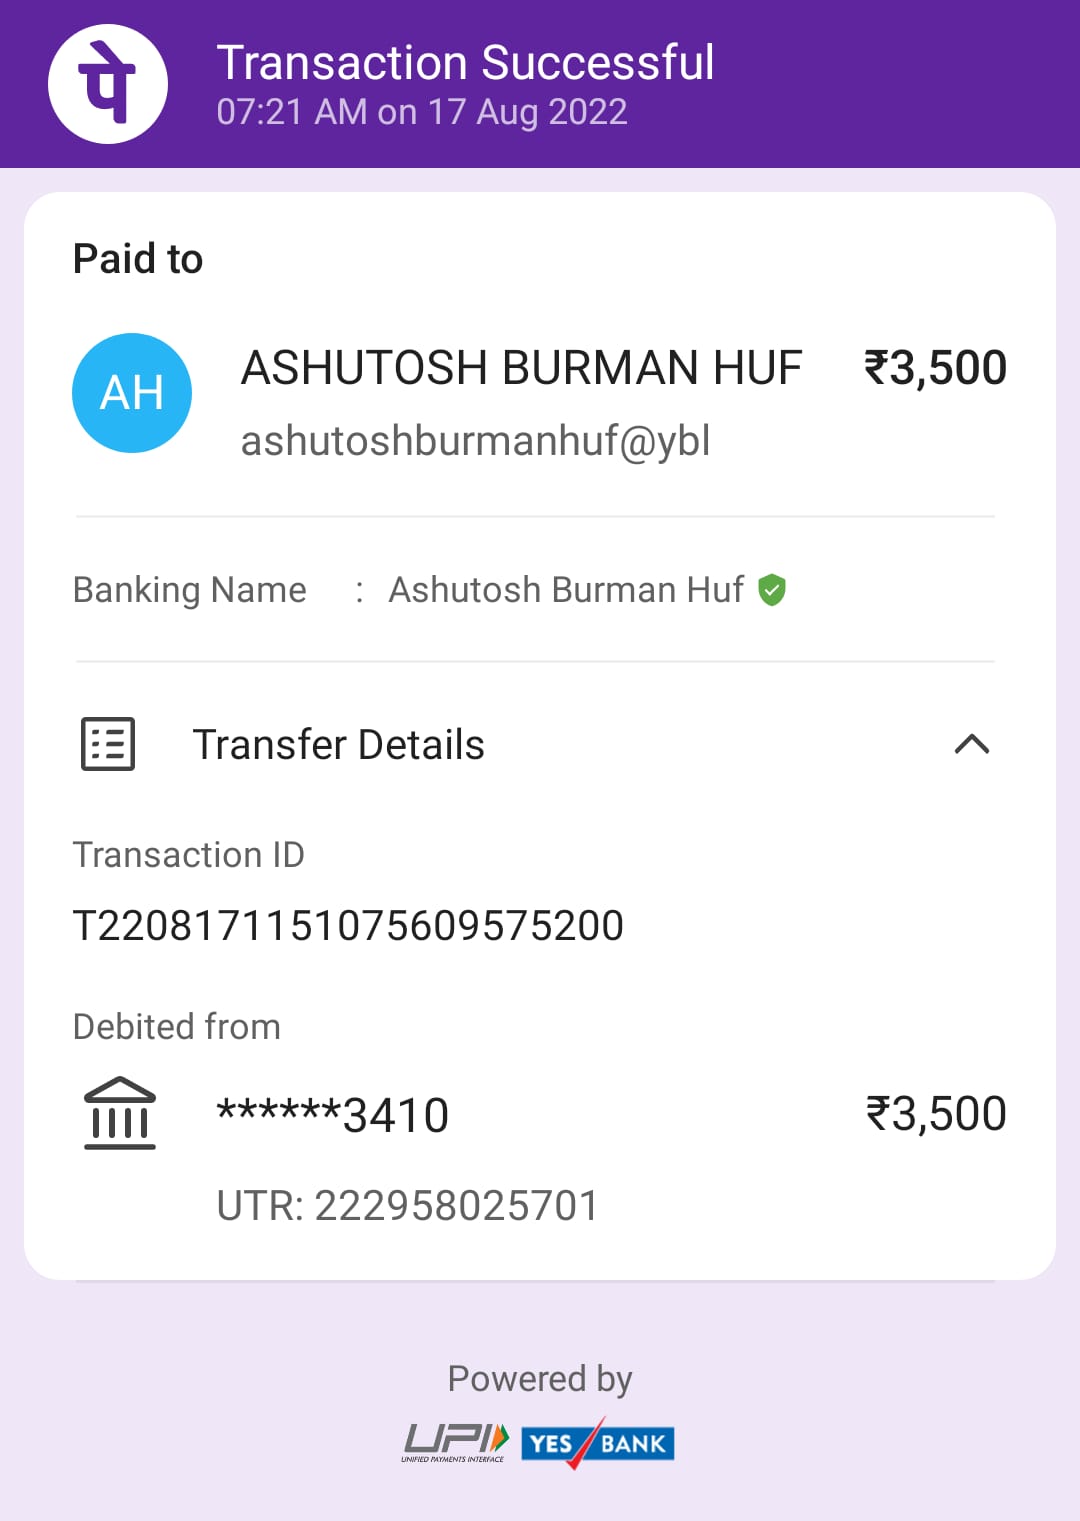 पे
Transaction Successful
07:21 AM on 17 Aug 2022
Paid to
AH
ASHUTOSH BURMAN HUF ₹3,500
ashutoshburmanhuf@ybl
Banking Name : Ashutosh Burman Huf
Transfer Details
Transaction ID
T2208171151075609575200
Debited from
******3410 ₹3,500
UTR: 222958025701
Powered by
UPI YES BANK
UNIFIED PAYMENTS INTERFACE